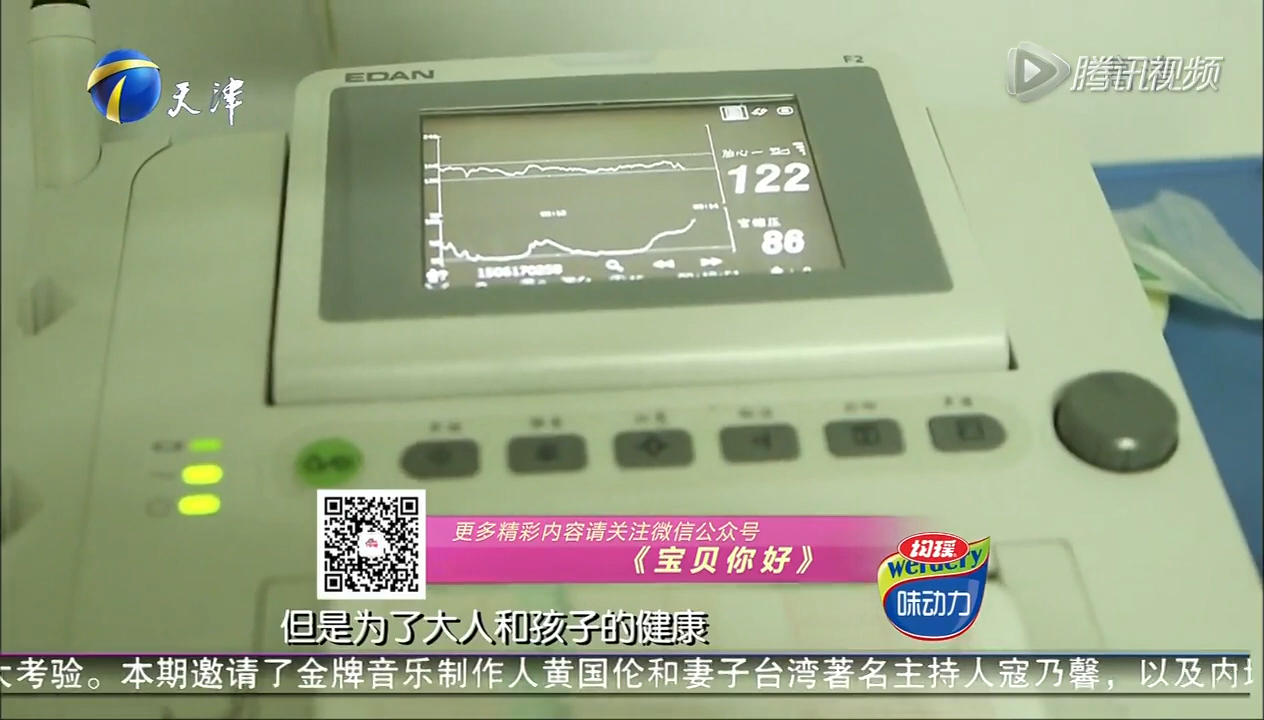 天津
腾讯视频
EDAN
F2
胎心一
122
宫缩压
86
1506170258
更多精彩内容请关注微信公众号
《宝贝你好》
均瑶
味动力
但是为了大人和孩子的健康
大考验。本期邀请了金牌音乐制作人黄国伦和妻子台湾著名主持人寇乃馨，以及内地